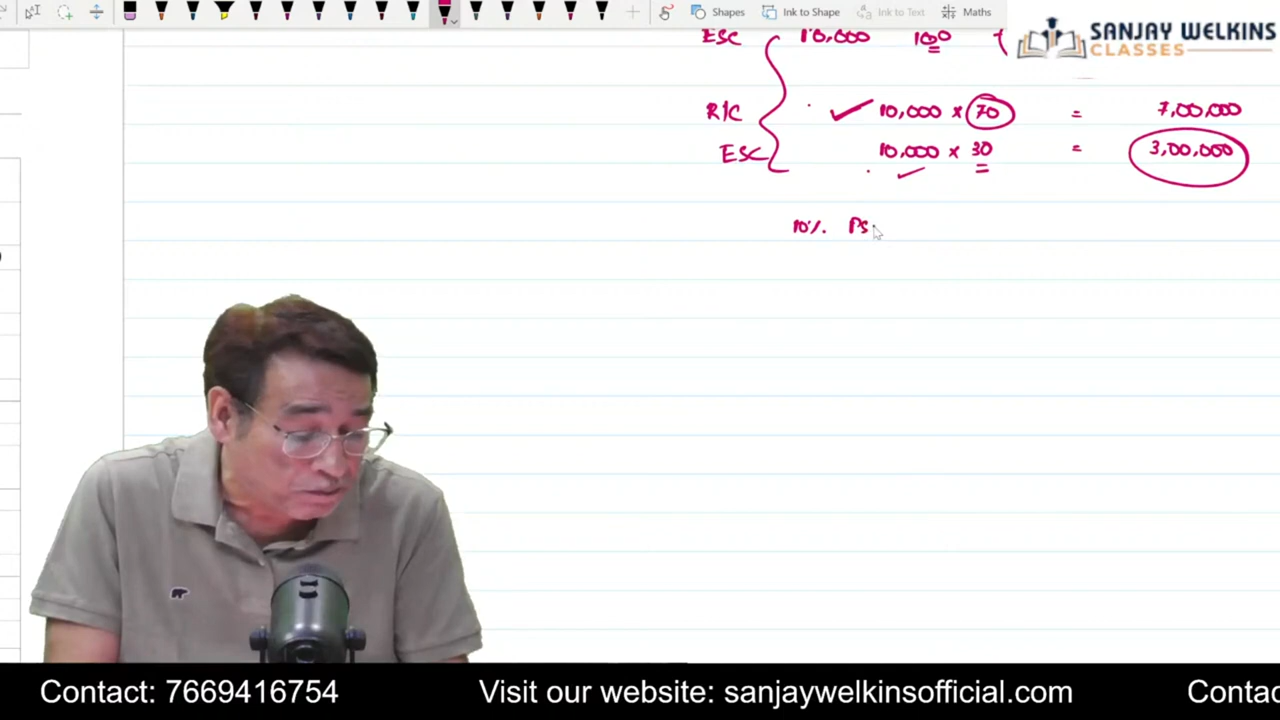 Shapes Ink to Shape Ink to Text Maths
SANJAY WELKINS
CLASSES
ESC 10,000 100
R/C 10,000 × 70 = 7,00,000
ESC 10,000 × 30 = 3,00,000
10% PS
Contact: 7669416754 Visit our website: sanjaywelkinsofficial.com Conta